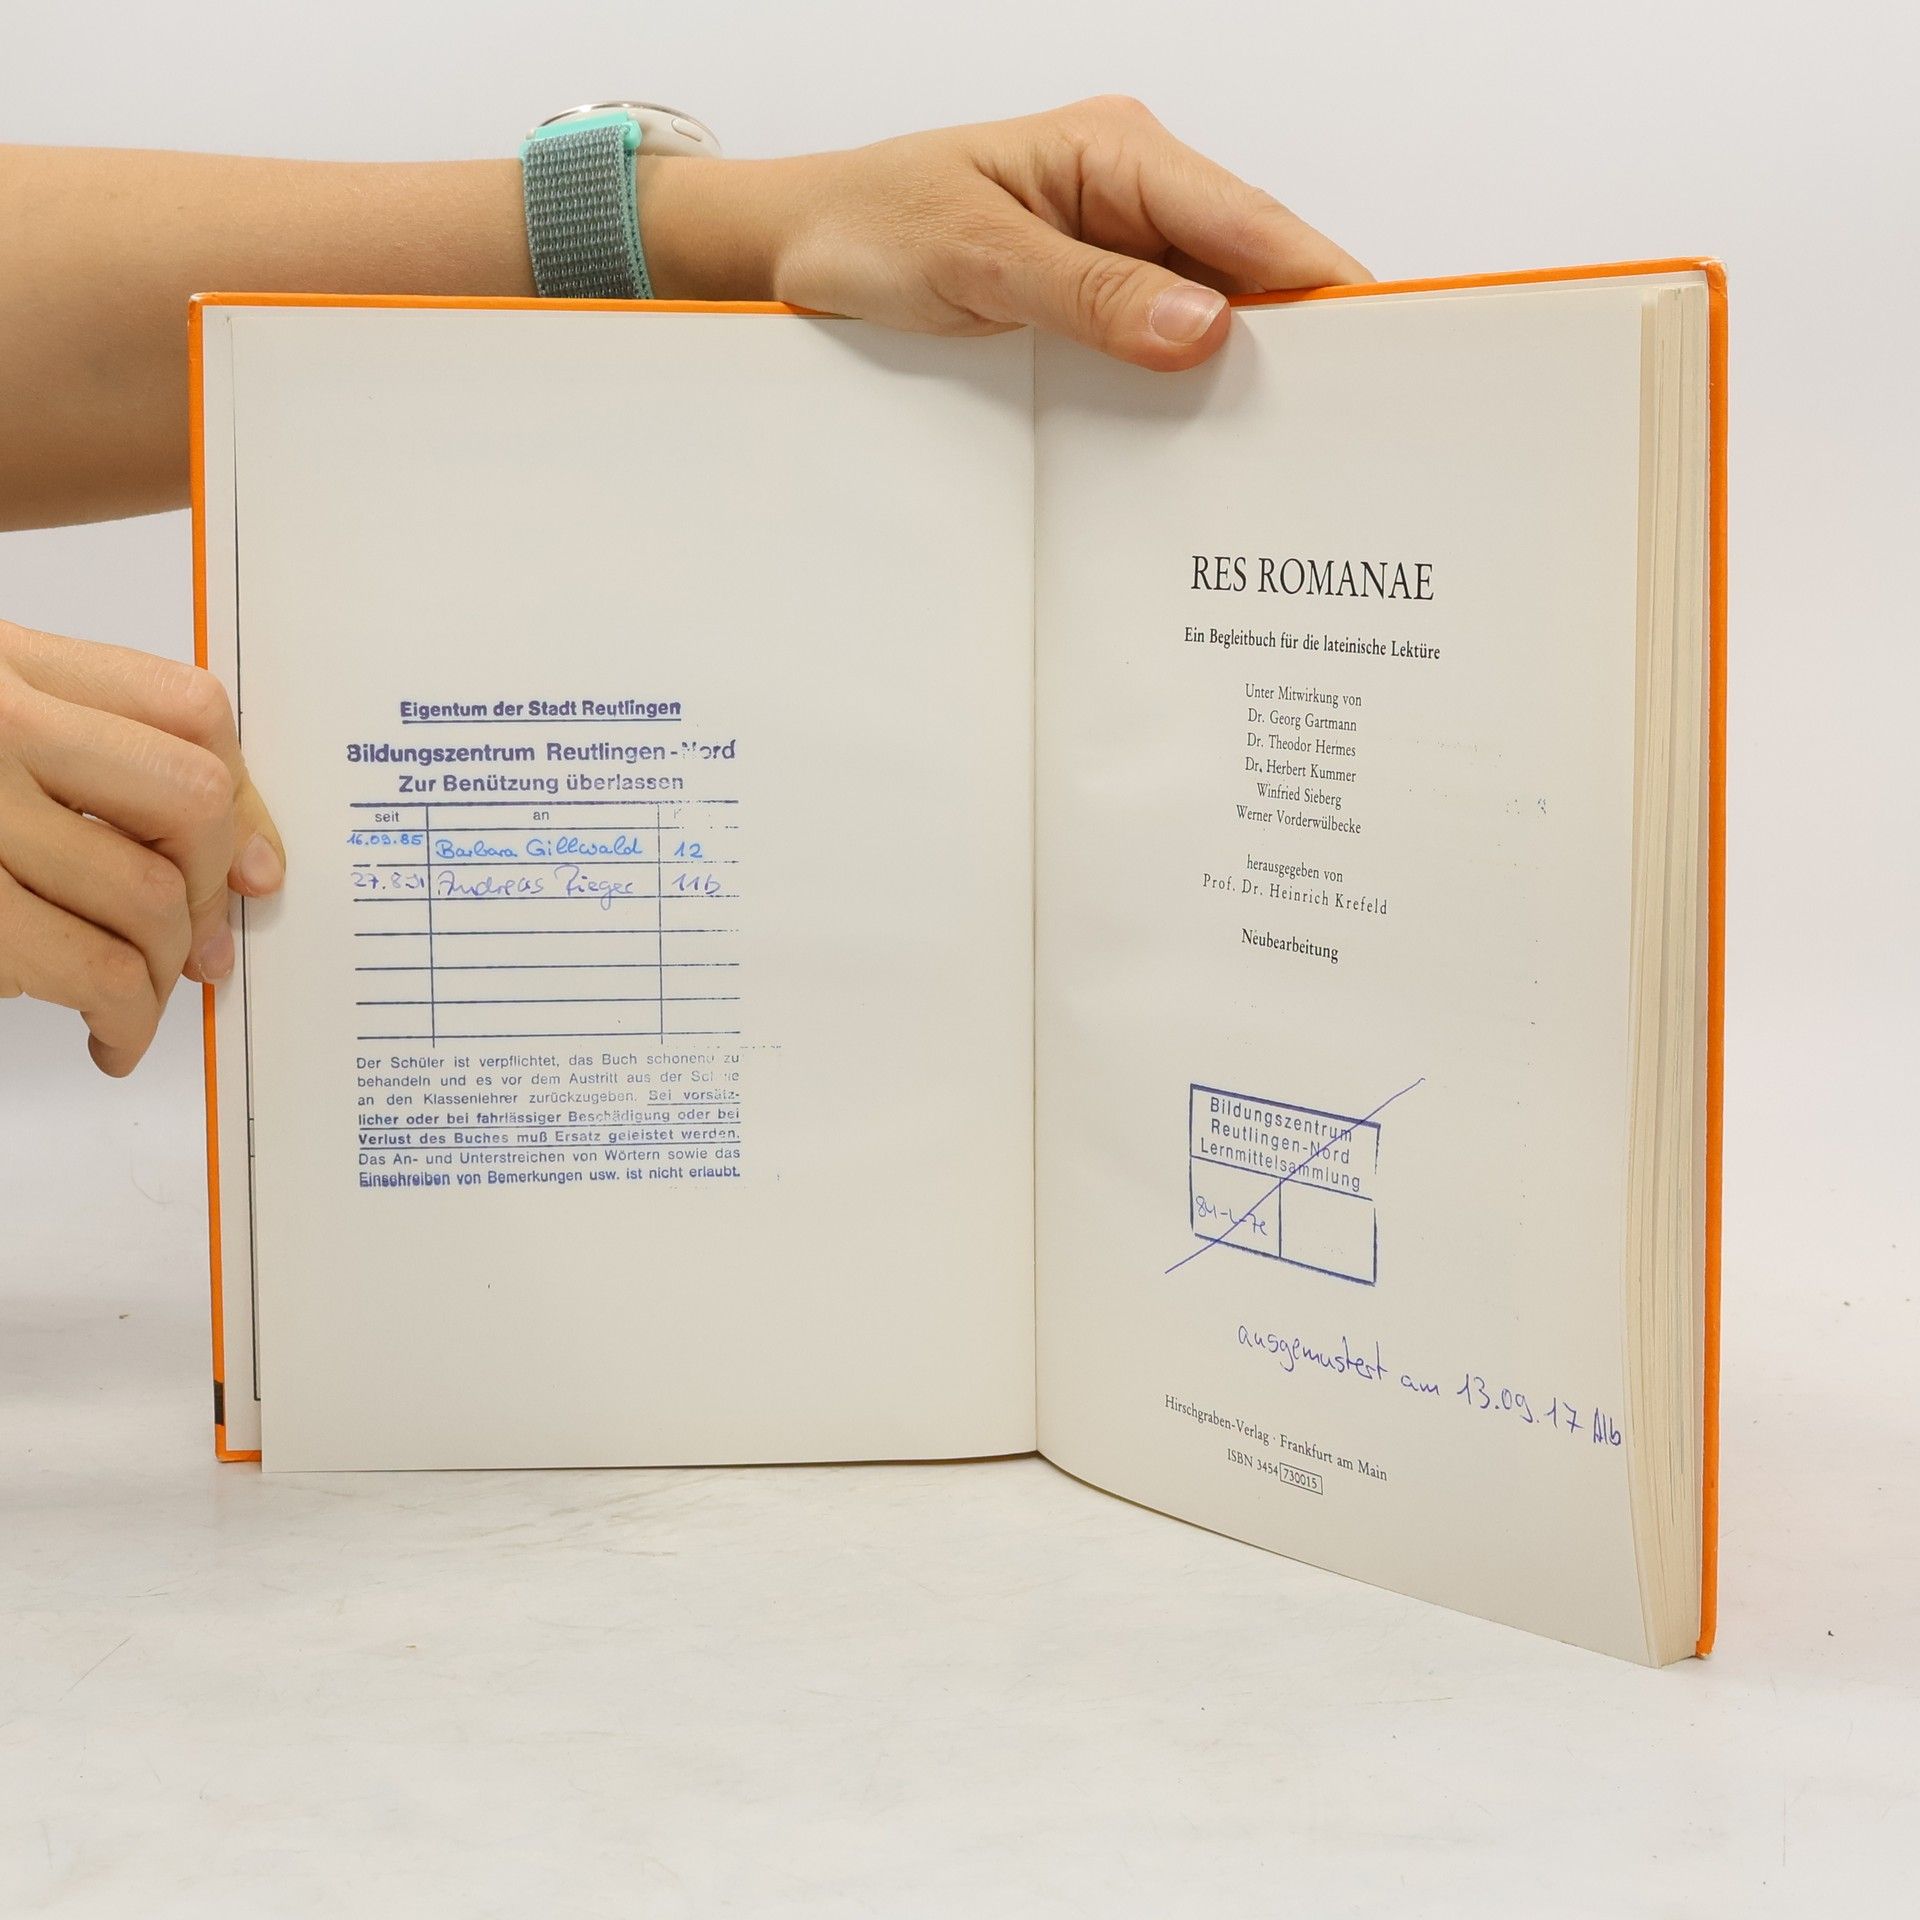 Eigentum der Stadt Reutlingen
Bildungszentrum Reutlingen-Nord
Zur Benützung überlassen
seit an
16.09.85 Barbara Gillwald 12
27.8.91 Andreas Rieger 11b
Der Schüler ist verpflichtet, das Buch schonend zu
behandeln und es vor dem Austritt aus der Schule
an den Klassenlehrer zurückzugeben. Sei vorsätz-
licher oder bei fahrlässiger Beschädigung oder bei
Verlust des Buches muß Ersatz geleistet werden.
Das An- und Unterstreichen von Wörtern sowie das
Einschreiben von Bemerkungen usw. ist nicht erlaubt.
RES ROMANAE
Ein Begleitbuch für die lateinische Lektüre
Unter Mitwirkung von
Dr. Georg Gartmann
Dr. Theodor Hermes
Dr. Herbert Kummer
Winfried Sieberg
Werner Vorderwülbecke
herausgegeben von
Prof. Dr. Heinrich Krefeld
Neubearbeitung
Bildungszentrum
Reutlingen-Nord
Lernmittelsammlung
84-L-7e
ausgemustert am 13.09.17 Alb
Hirschgraben-Verlag · Frankfurt am Main
ISBN 3454 730015